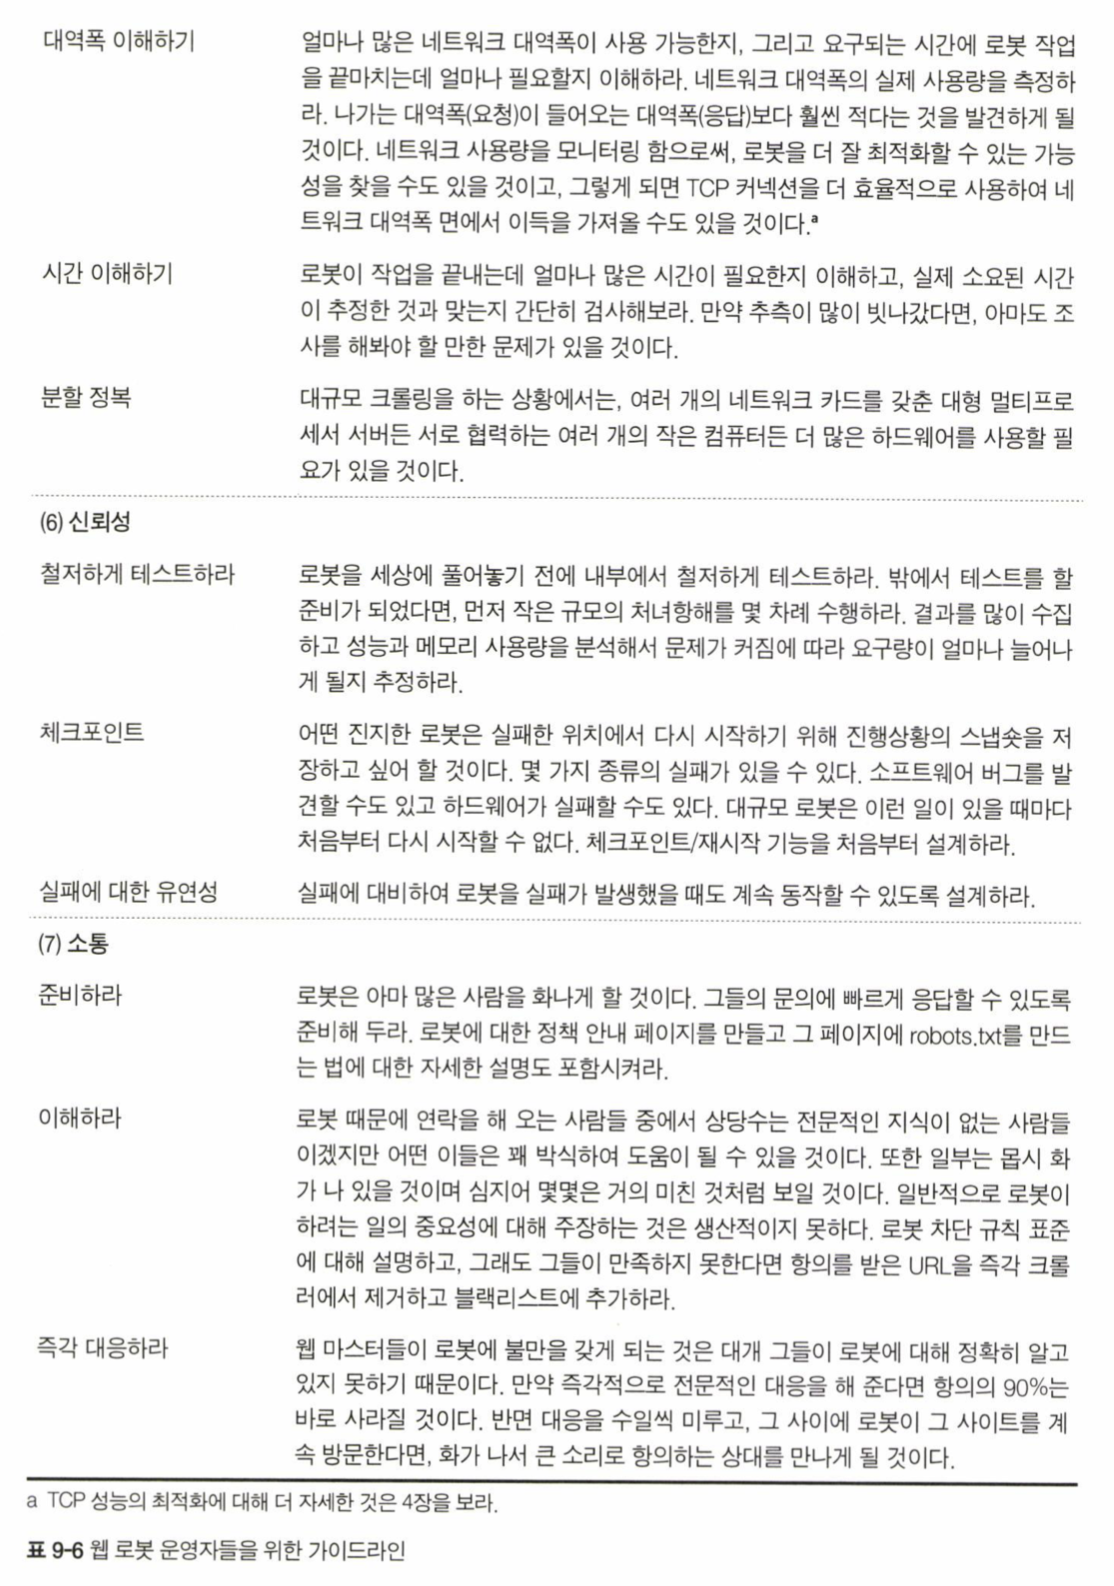 대역폭 이해하기
얼마나 많은 네트워크 대역폭이 사용 가능한지, 그리고 요구되는 시간에 로봇 작업
을 끝마치는데 얼마나 필요할지 이해하라. 네트워크 대역폭의 실제 사용량을 측정하
라. 나가는 대역폭(요청)이 들어오는 대역폭(응답)보다 훨씬 적다는 것을 발견하게 될
것이다. 네트워크 사용량을 모니터링 함으로써, 로봇을 더 잘 최적화할 수 있는 가능
성을 찾을 수도 있을 것이고, 그렇게 되면 TCP 커넥션을 더 효율적으로 사용하여 네
트워크 대역폭 면에서 이득을 가져올 수도 있을 것이다.ᵃ
시간 이해하기
로봇이 작업을 끝내는데 얼마나 많은 시간이 필요한지 이해하고, 실제 소요된 시간
이 추정한 것과 맞는지 간단히 검사해보라. 만약 추측이 많이 빗나갔다면, 아마도 조
사를 해봐야 할 만한 문제가 있을 것이다.
분할 정복
대규모 크롤링을 하는 상황에서는, 여러 개의 네트워크 카드를 갖춘 대형 멀티프로
세서 서버든 서로 협력하는 여러 개의 작은 컴퓨터든 더 많은 하드웨어를 사용할 필
요가 있을 것이다.
(6) 신뢰성
철저하게 테스트하라
로봇을 세상에 풀어놓기 전에 내부에서 철저하게 테스트하라. 밖에서 테스트를 할
준비가 되었다면, 먼저 작은 규모의 처녀항해를 몇 차례 수행하라. 결과를 많이 수집
하고 성능과 메모리 사용량을 분석해서 문제가 커짐에 따라 요구량이 얼마나 늘어나
게 될지 추정하라.
체크포인트
어떤 진지한 로봇은 실패한 위치에서 다시 시작하기 위해 진행상황의 스냅숏을 저
장하고 싶어 할 것이다. 몇 가지 종류의 실패가 있을 수 있다. 소프트웨어 버그를 발
견할 수도 있고 하드웨어가 실패할 수도 있다. 대규모 로봇은 이런 일이 있을 때마다
처음부터 다시 시작할 수 없다. 체크포인트/재시작 기능을 처음부터 설계하라.
실패에 대한 유연성
실패에 대비하여 로봇을 실패가 발생했을 때도 계속 동작할 수 있도록 설계하라.
(7) 소통
준비하라
로봇은 아마 많은 사람을 화나게 할 것이다. 그들의 문의에 빠르게 응답할 수 있도록
준비해 두라. 로봇에 대한 정책 안내 페이지를 만들고 그 페이지에 robots.txt를 만드
는 법에 대한 자세한 설명도 포함시켜라.
이해하라
로봇 때문에 연락을 해 오는 사람들 중에서 상당수는 전문적인 지식이 없는 사람들
이겠지만 어떤 이들은 꽤 박식하여 도움이 될 수 있을 것이다. 또한 일부는 몹시 화
가 나 있을 것이며 심지어 몇몇은 거의 미친 것처럼 보일 것이다. 일반적으로 로봇이
하려는 일의 중요성에 대해 주장하는 것은 생산적이지 못하다. 로봇 차단 규칙 표준
에 대해 설명하고, 그래도 그들이 만족하지 못한다면 항의를 받은 URL을 즉각 크롤
러에서 제거하고 블랙리스트에 추가하라.
즉각 대응하라
웹 마스터들이 로봇에 불만을 갖게 되는 것은 대개 그들이 로봇에 대해 정확히 알고
있지 못하기 때문이다. 만약 즉각적으로 전문적인 대응을 해 준다면 항의의 90%는
바로 사라질 것이다. 반면 대응을 수일씩 미루고, 그 사이에 로봇이 그 사이트를 계
속 방문한다면, 화가 나서 큰 소리로 항의하는 상대를 만나게 될 것이다.
a TCP 성능의 최적화에 대해 더 자세한 것은 4장을 보라.
표 9-6 웹 로봇 운영자들을 위한 가이드라인